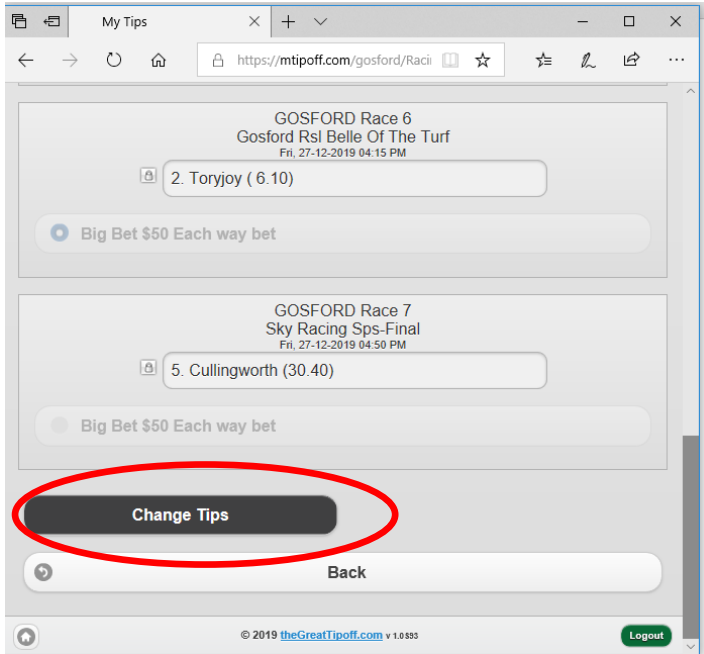 My Tips
https://mtipoff.com/gosford/Raci
GOSFORD Race 6
Gosford Rsl Belle Of The Turf
Fri, 27-12-2019 04:15 PM
2. Toryjoy ( 6.10)
Big Bet $50 Each way bet
GOSFORD Race 7
Sky Racing Sps-Final
Fri, 27-12-2019 04:50 PM
5. Cullingworth (30.40)
Big Bet $50 Each way bet
Change Tips
Back
© 2019 theGreatTipoff.com v 1.0.893
Logout